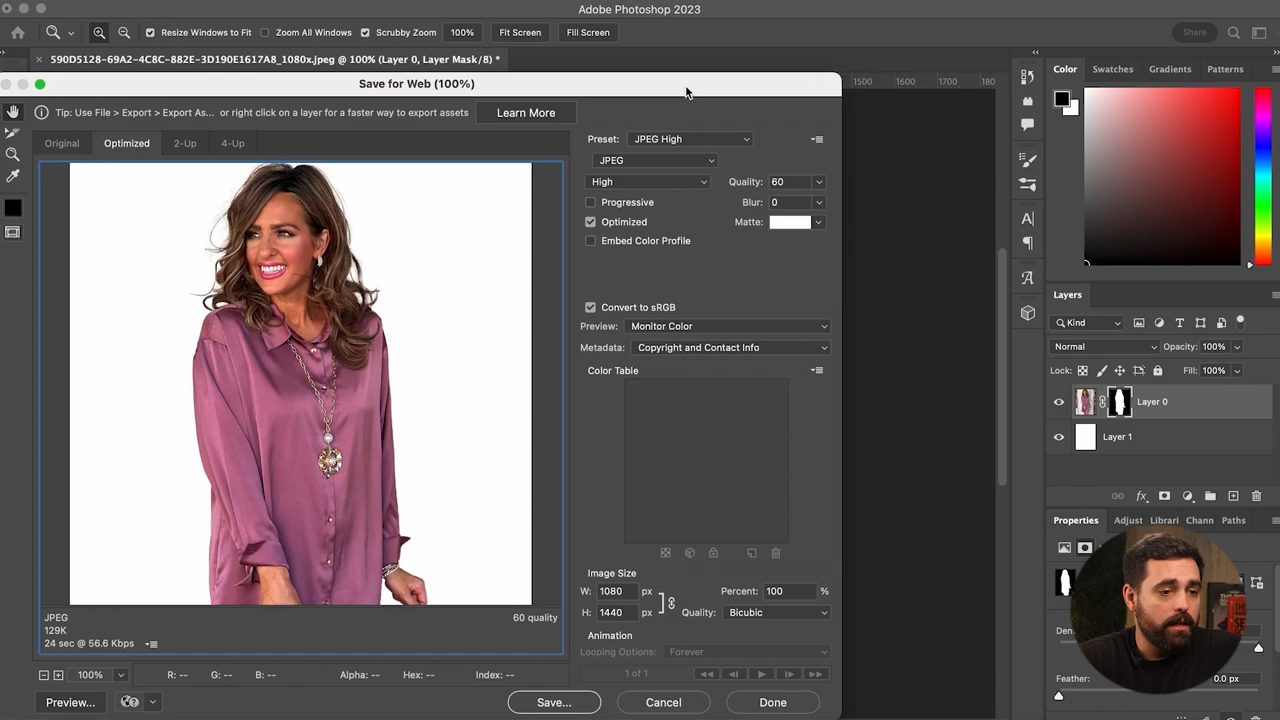 Adobe Photoshop 2023
Resize Windows to Fit
Zoom All Windows
Scrubby Zoom
100%
Fit Screen
Fill Screen
Share
590D5128-69A2-4C8C-882E-3D190E1617A8_1080x.jpeg @ 100% (Layer 0, Layer Mask/8) *
Save for Web (100%)
1500
1600
1700
180
Tip: Use File > Export > Export As... or right click on a layer for a faster way to export assets
Learn More
Original
Optimized
2-Up
4-Up
Preset:
JPEG High
JPEG
High
Quality: 60
Progressive
Blur: 0
Optimized
Matte:
Embed Color Profile
Convert to sRGB
Preview: Monitor Color
Metadata: Copyright and Contact Info
Color Table
Image Size
W: 1080 px
Percent: 100 %
H: 1440 px
Quality: Bicubic
Animation
Looping Options: Forever
1 of 1
JPEG
60 quality
129K
24 sec @ 56.6 Kbps
100%
R: --
G: --
B: --
Alpha: --
Hex: --
Index: --
Preview...
Save...
Cancel
Done
Color
Swatches
Gradients
Patterns
Layers
Kind
Normal
Opacity: 100%
Lock:
Fill: 100%
Layer 0
Layer 1
Properties
Adjust
Librari
Chann
Paths
Den
Feather:
0.0 px